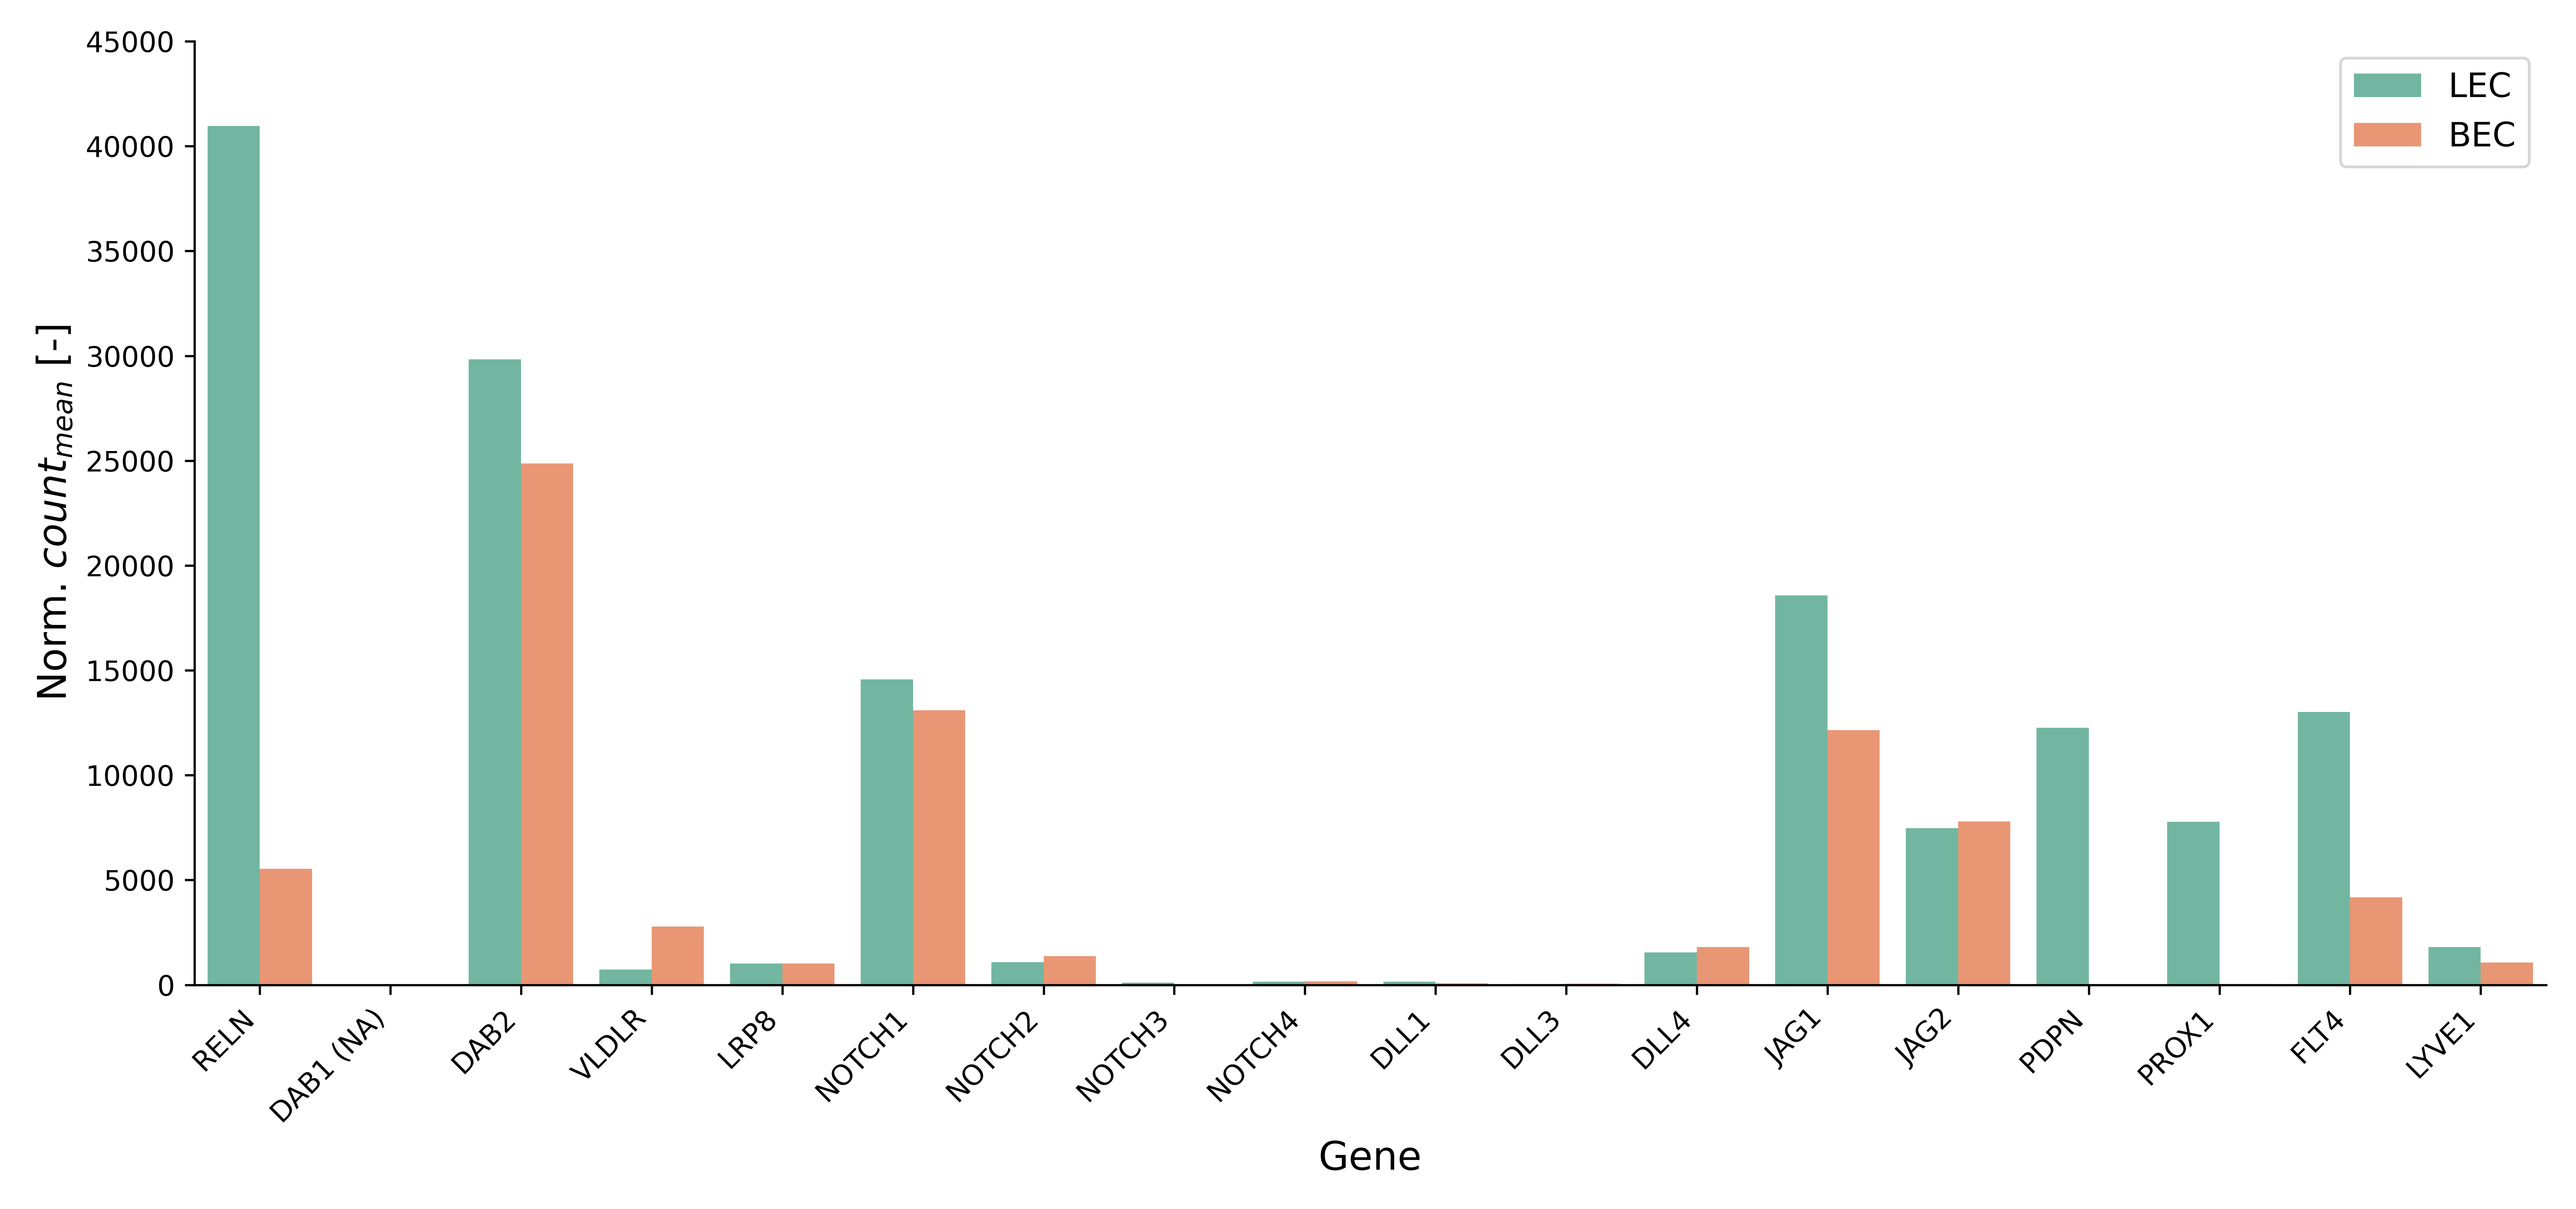 45000
40000
35000
30000
25000
20000
15000
10000
5000
0
Norm. count_mean [-]
LEC
BEC
RELN
DAB1 (NA)
DAB2
VLDLR
LRP8
NOTCH1
NOTCH2
NOTCH3
NOTCH4
DLL1
DLL3
DLL4
JAG1
JAG2
PDPN
PROX1
FLT4
LYVE1
Gene